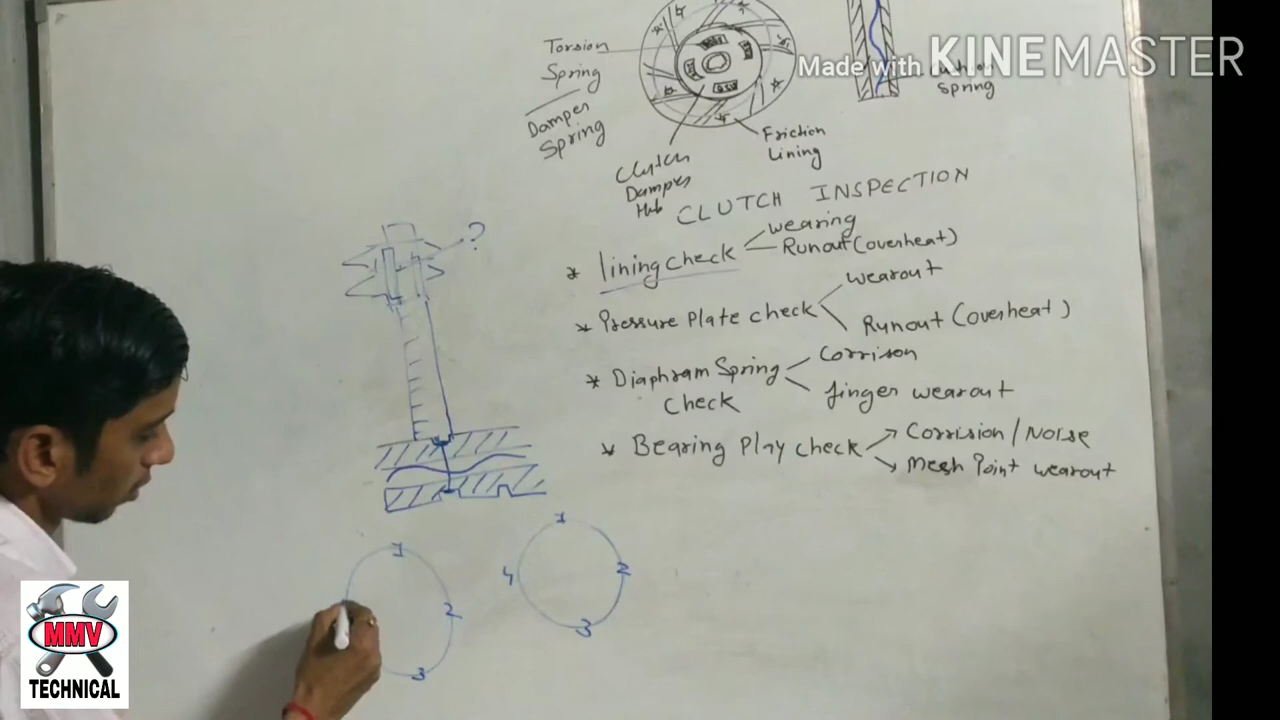 Torsion
Spring
Damper
Spring
Clutch
Damper
Hub
Friction
Lining
spring
Made with KINEMASTER
CLUTCH INSPECTION
* lining check
wearing
Runout (overheat)
* Pressure Plate check
wearout
Runout (overheat)
* Diaphram Spring
Check
Corrison
finger wearout
* Bearing Play check
Corrision / Noise
Mesh Point wearout
?
1
2
3
1
2
3
4
MMV
TECHNICAL